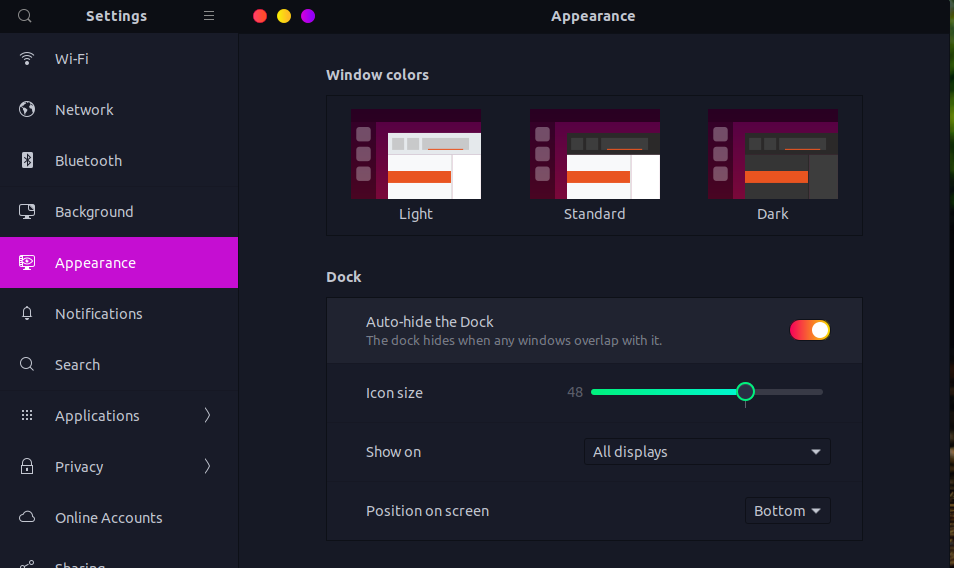 Settings
Appearance
Wi-Fi
Network
Bluetooth
Background
Appearance
Notifications
Search
Applications
Privacy
Online Accounts
Sharing
Window colors
Light
Standard
Dark
Dock
Auto-hide the Dock
The dock hides when any windows overlap with it.
Icon size
48
Show on
All displays
Position on screen
Bottom